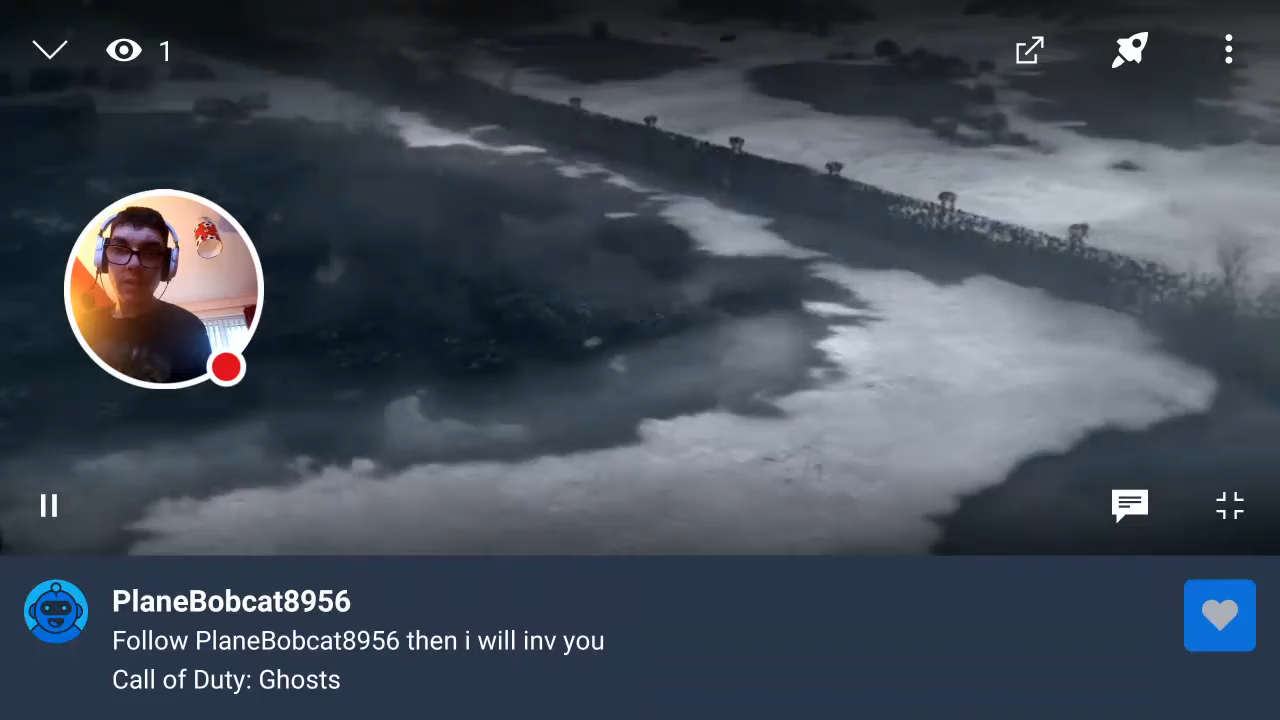 1
PlaneBobcat8956
Follow PlaneBobcat8956 then i will inv you
Call of Duty: Ghosts